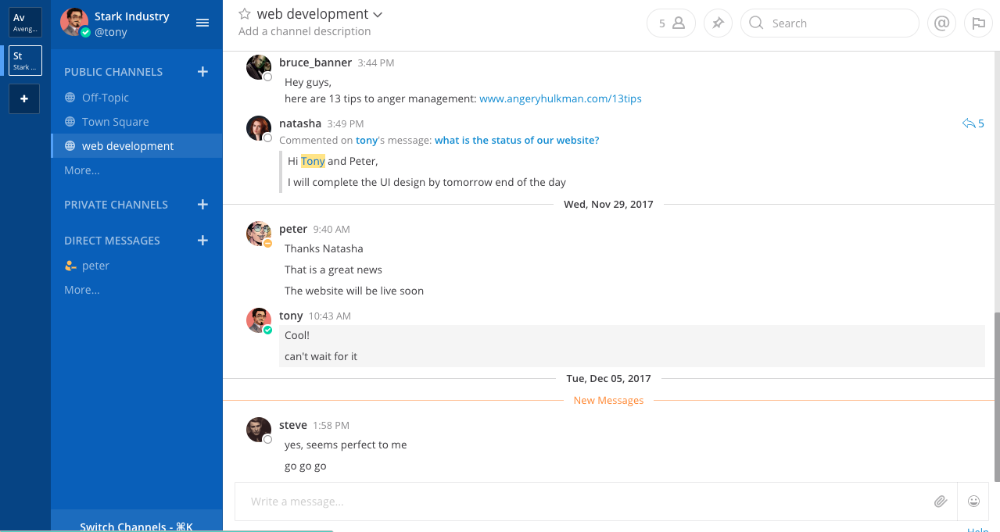 Av
Aveng...
St
Stark ...
+
Stark Industry
@tony
PUBLIC CHANNELS +
Off-Topic
Town Square
web development
More...
PRIVATE CHANNELS +
DIRECT MESSAGES +
peter
More...
Switch Channels - ⌘K
web development
Add a channel description
5
Search
@
bruce_banner 3:44 PM
Hey guys,
here are 13 tips to anger management: www.angeryhulkman.com/13tips
natasha 3:49 PM
5
Commented on tony's message: what is the status of our website?
Hi Tony and Peter,
I will complete the UI design by tomorrow end of the day
Wed, Nov 29, 2017
peter 9:40 AM
Thanks Natasha
That is a great news
The website will be live soon
tony 10:43 AM
Cool!
can't wait for it
Tue, Dec 05, 2017
New Messages
steve 1:58 PM
yes, seems perfect to me
go go go
Write a message...
Help